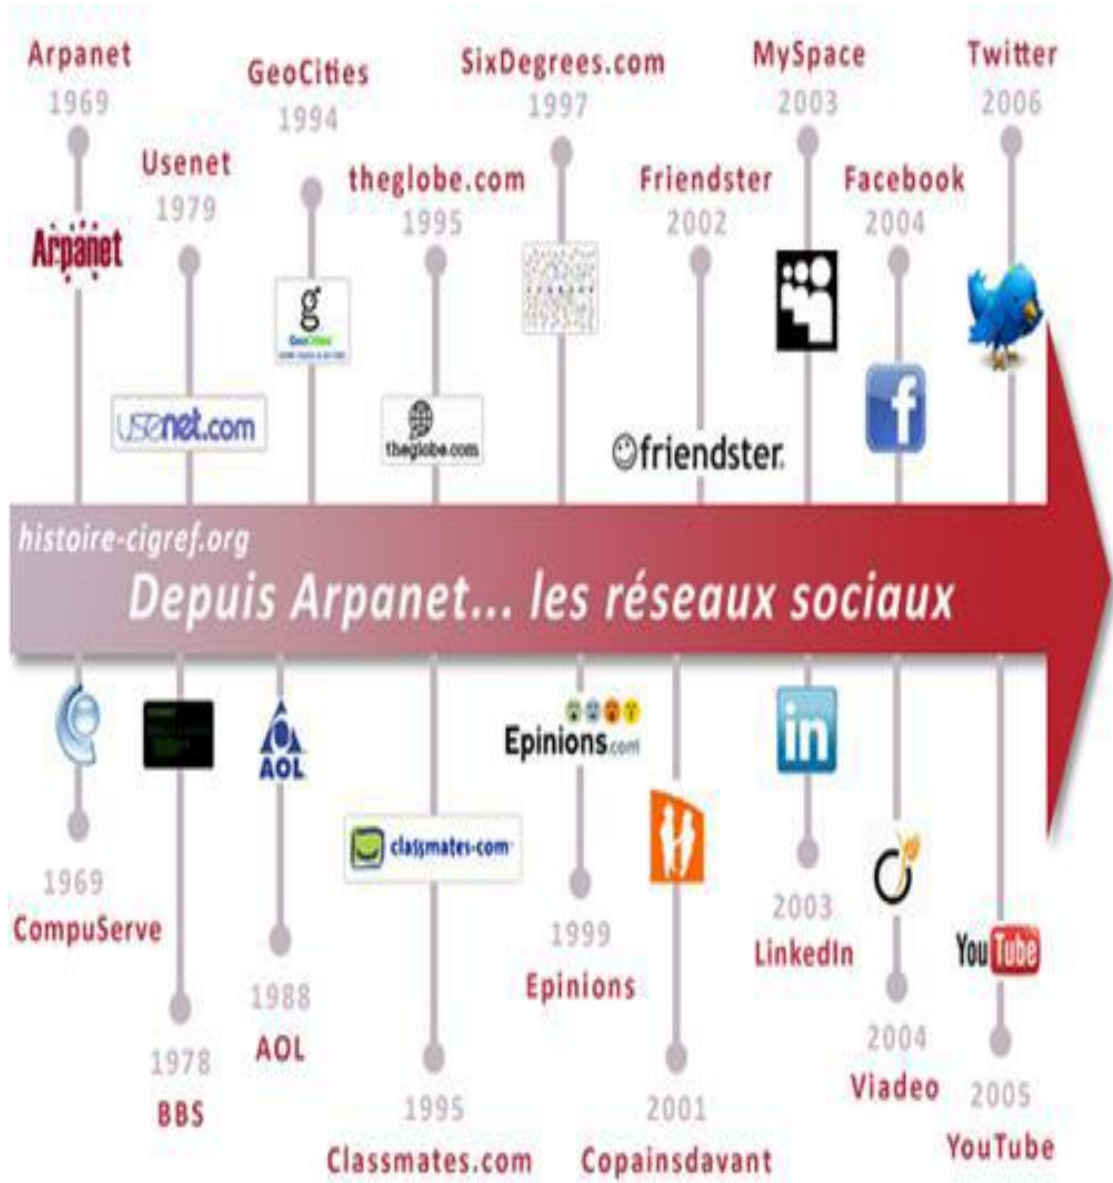 Arpanet
1969
Arpanet
Usenet
1979
usenet.com
GeoCities
1994
g
GeoCities
theglobe.com
1995
theglobe.com
SixDegrees.com
1997
Friendster
2002
friendster.
MySpace
2003
Facebook
2004
f
Twitter
2006
histoire-cigref.org
Depuis Arpanet... les réseaux sociaux
1969
CompuServe
1978
BBS
AOL
1988
AOL
classmates.com
1995
Classmates.com
Epinions.com
1999
Epinions
2001
Copainsdavant
in
2003
LinkedIn
2004
Viadeo
YouTube
2005
YouTube